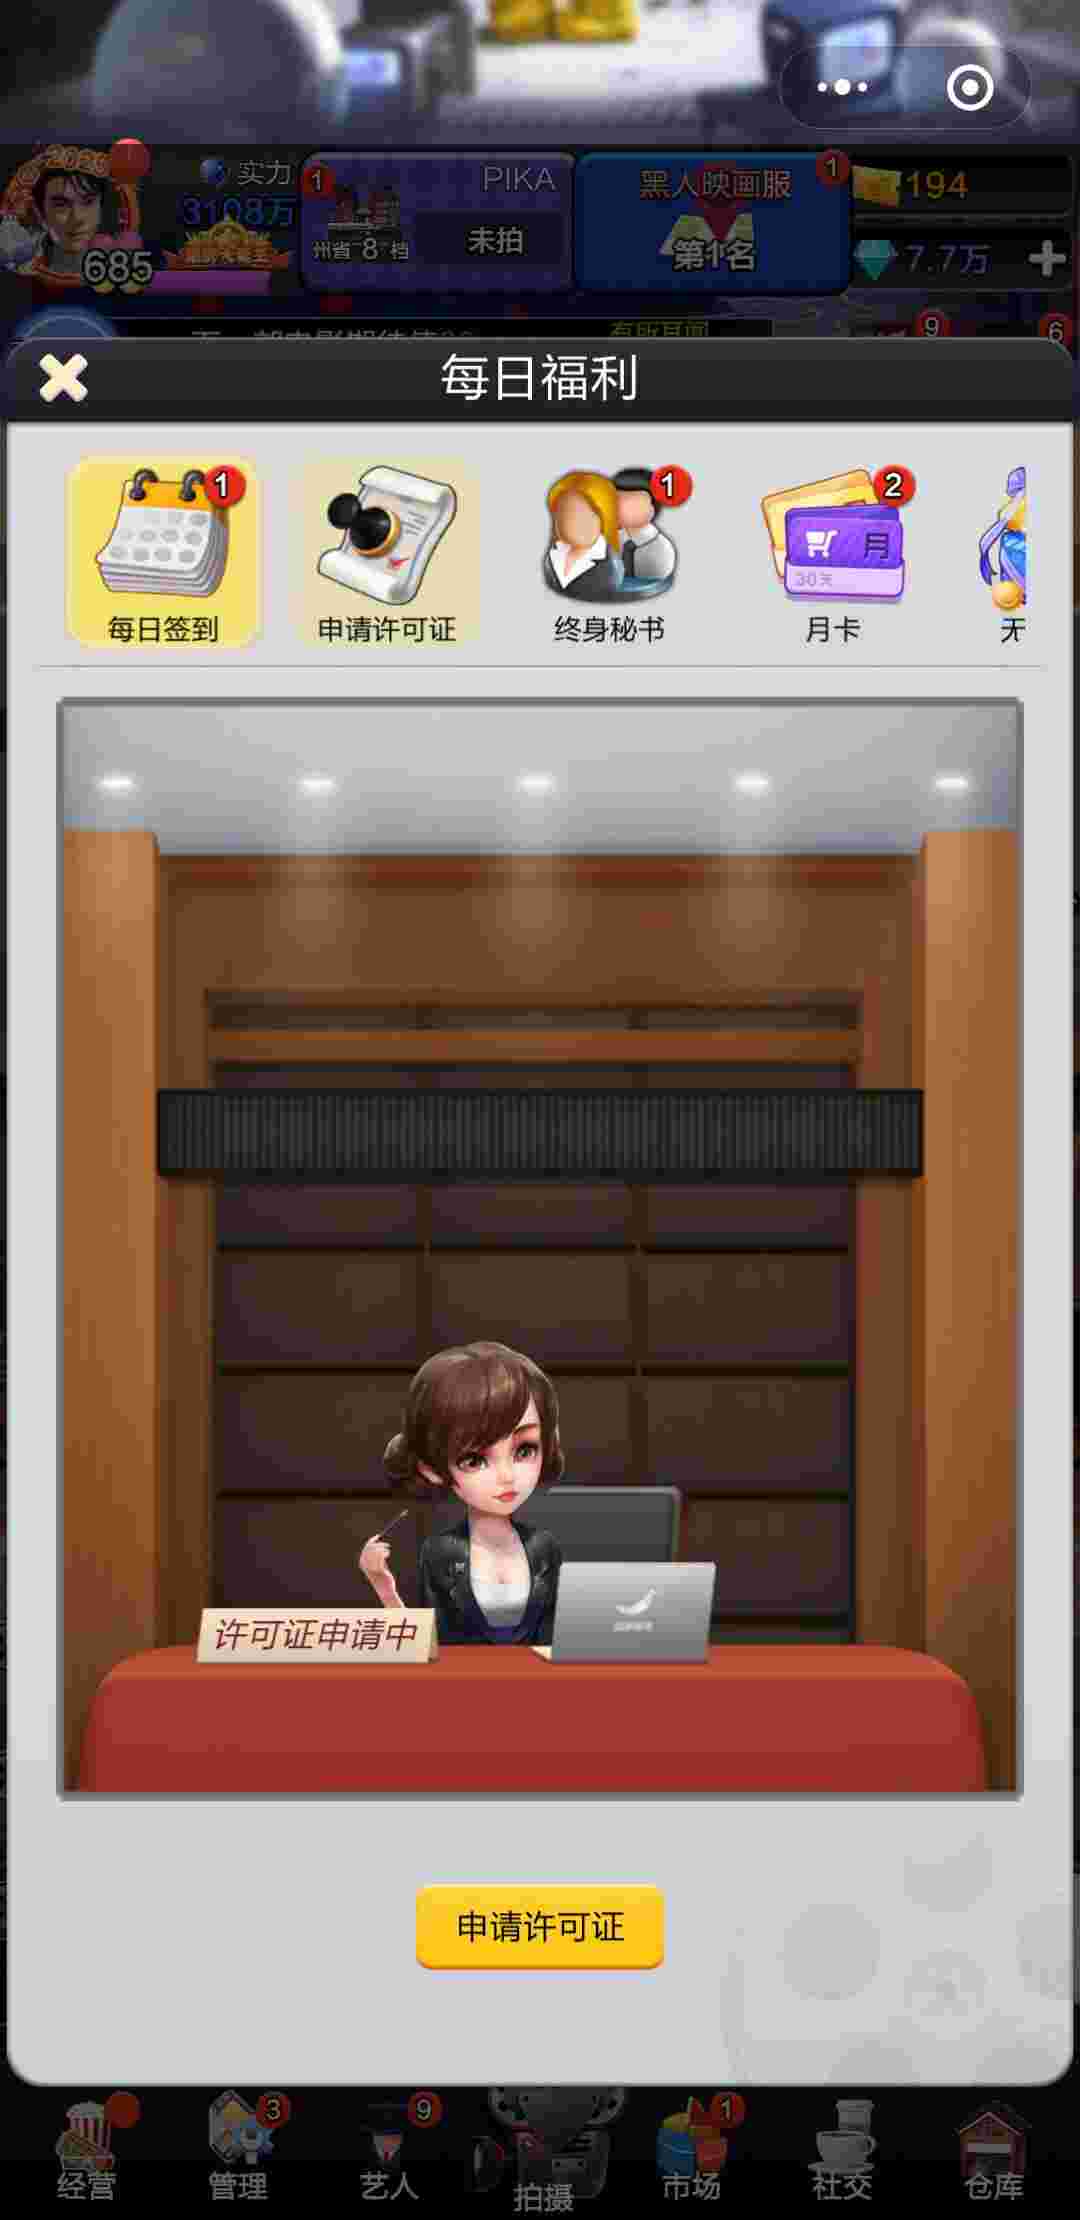 实力
3108万
685
1
PIKA
州省 8 档
未拍
黑人映画服
第1名
1
194
7.7万
9
6
每日福利
1
每日签到
申请许可证
1
终身秘书
2
月
30天
月卡
无
许可证申请中
申请许可证
经营
3
管理
9
艺人
拍摄
1
市场
社交
仓库